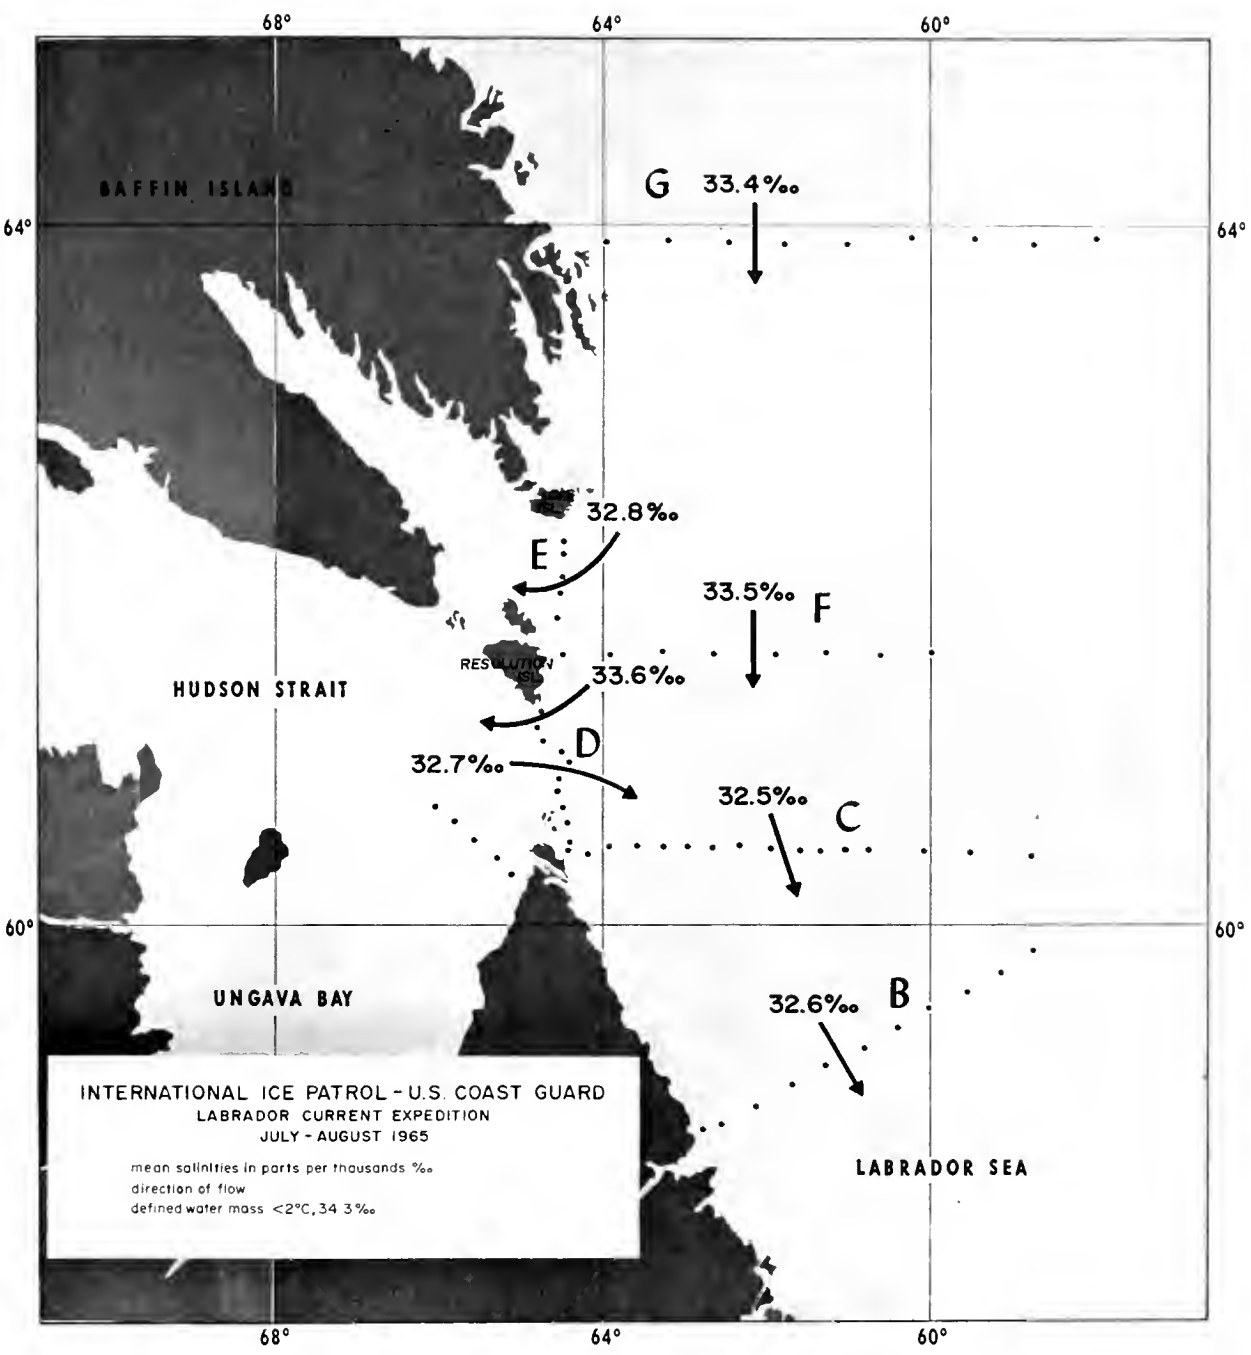 68° 64° 60°
BAFFIN ISLAND
G 33.4‰
64° 64°
ISL.
32.8‰
E
33.5‰ F
RESOLUTION
ISL.
33.6‰
HUDSON STRAIT
D
32.7‰
32.5‰
C
60° 60°
UNGAVA BAY
32.6‰ B
INTERNATIONAL ICE PATROL - U.S. COAST GUARD
LABRADOR CURRENT EXPEDITION
JULY - AUGUST 1965
mean salinities in parts per thousands ‰
direction of flow
defined water mass <2°C, 34 3‰
LABRADOR SEA
68° 64° 60°